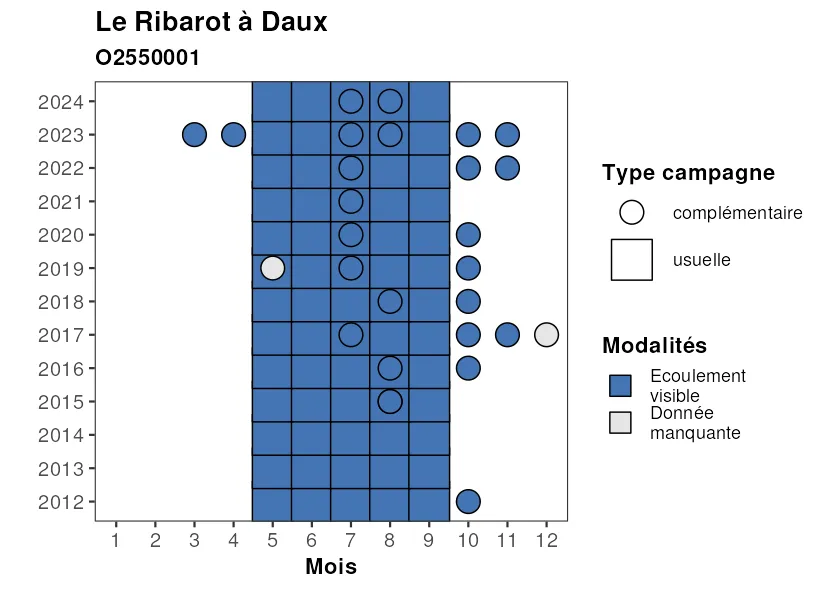 Le Ribarot à Daux
O2550001
2024
2023
2022
2021
2020
2019
2018
2017
2016
2015
2014
2013
2012
1 2 3 4 5 6 7 8 9 10 11 12
Mois
Type campagne
complémentaire
usuelle
Modalités
Ecoulement
visible
Donnée
manquante